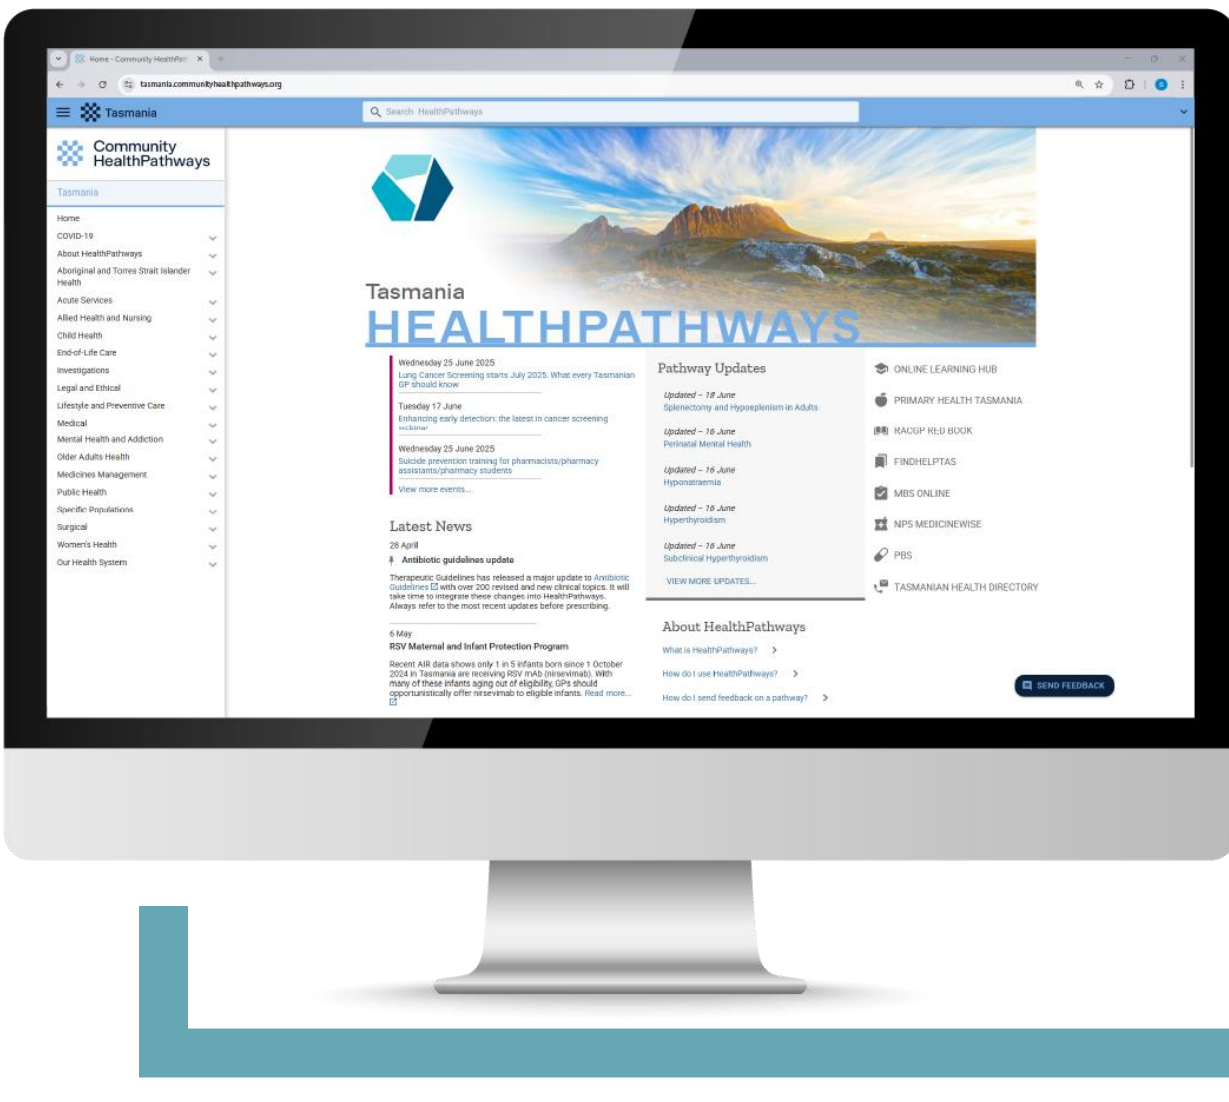 Home - Community HealthPat
tasmania.communityhealthpathways.org
Tasmania
Search HealthPathways
Community
HealthPathways
Tasmania
Home
COVID-19
About HealthPathways
Aboriginal and Torres Strait Islander
Health
Acute Services
Allied Health and Nursing
Child Health
End-of-Life Care
Investigations
Legal and Ethical
Lifestyle and Preventive Care
Medical
Mental Health and Addiction
Older Adults Health
Medicines Management
Public Health
Specific Populations
Surgical
Women's Health
Our Health System
Tasmania
HEALTHPATHWAYS
Wednesday 25 June 2025
Lung Cancer Screening starts July 2025. What every Tasmanian
GP should know
Tuesday 17 June
Enhancing early detection: the latest in cancer screening
webinar
Wednesday 25 June 2025
Suicide prevention training for pharmacists/pharmacy
assistants/pharmacy students
View more events...
Latest News
28 April
Antibiotic guidelines update
Therapeutic Guidelines has released a major update to Antibiotic
Guidelines with over 200 revised and new clinical topics. It will
take time to integrate these changes into HealthPathways.
Always refer to the most recent updates before prescribing.
6 May
RSV Maternal and Infant Protection Program
Recent AIR data shows only 1 in 5 infants born since 1 October
2024 in Tasmania are receiving RSV mAb (nirsevimab). With
many of these infants aging out of eligibility, GPs should
opportunistically offer nirsevimab to eligible infants. Read more...
Pathway Updates
Updated – 18 June
Splenectomy and Hyposplenism in Adults
Updated – 16 June
Perinatal Mental Health
Updated – 16 June
Hyponatraemia
Updated – 16 June
Hyperthyroidism
Updated – 16 June
Subclinical Hyperthyroidism
VIEW MORE UPDATES...
About HealthPathways
What is HealthPathways?
How do I use HealthPathways?
How do I send feedback on a pathway?
ONLINE LEARNING HUB
PRIMARY HEALTH TASMANIA
RACGP RED BOOK
FINDHELPTAS
MBS ONLINE
NPS MEDICINEWISE
PBS
TASMANIAN HEALTH DIRECTORY
SEND FEEDBACK